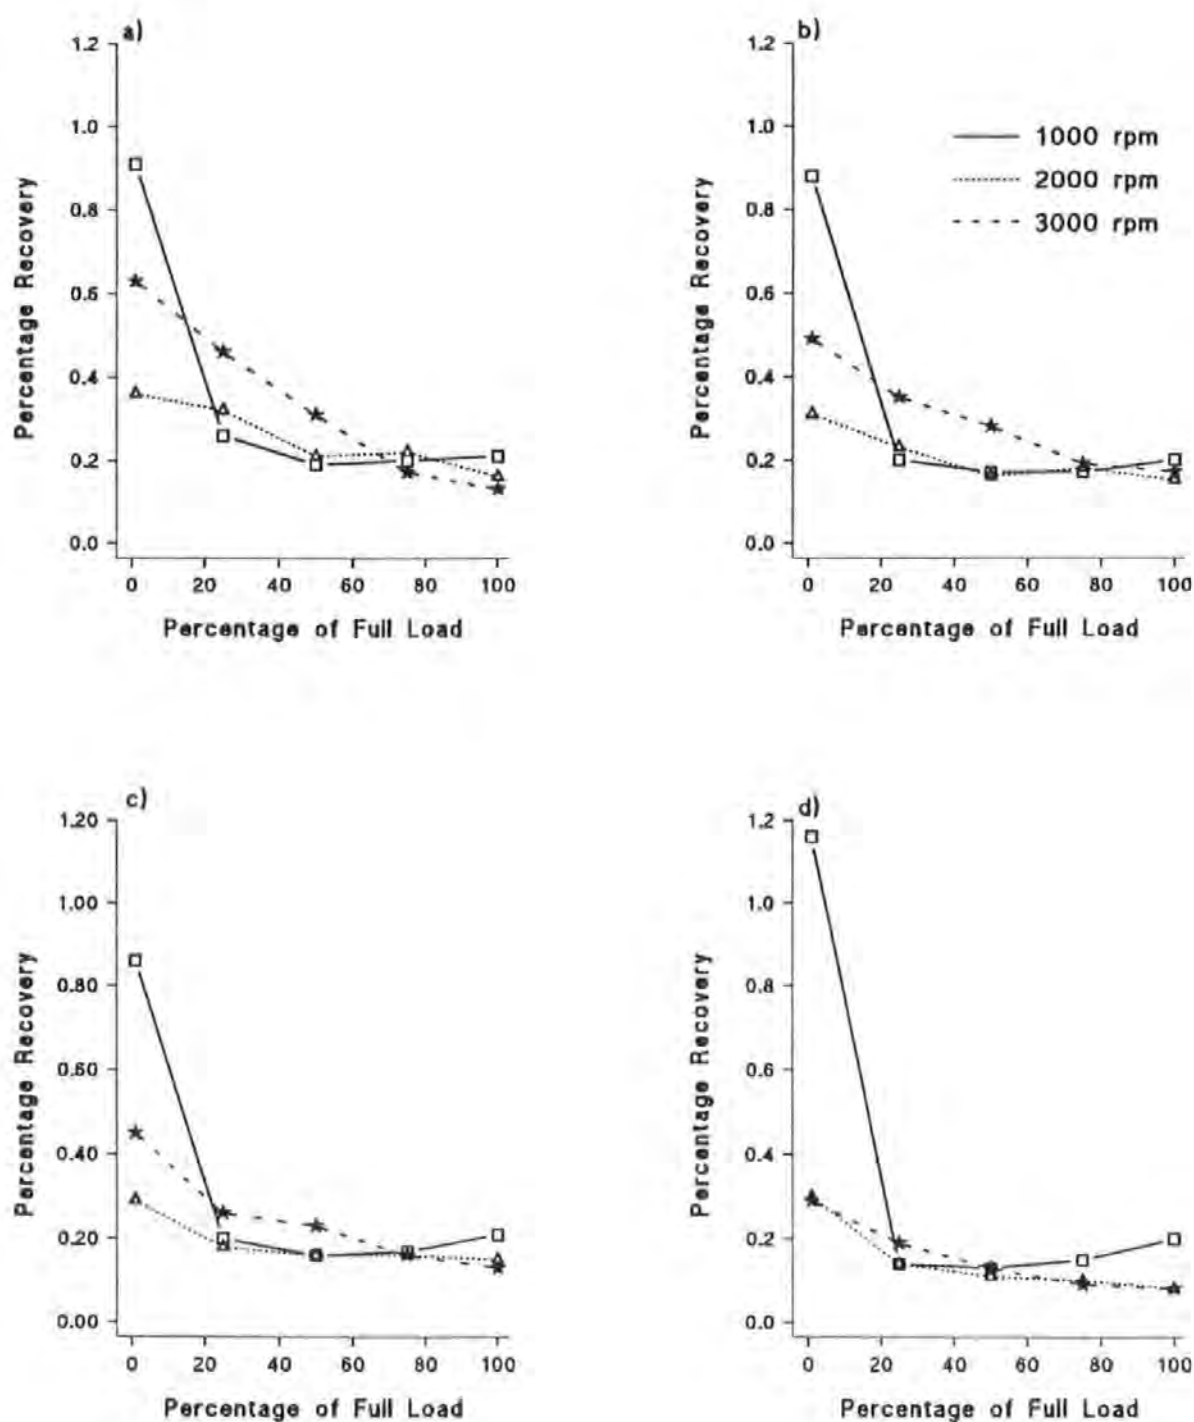 a)
1.2
1.0
0.8
0.6
0.4
0.2
0.0
Percentage Recovery
0 20 40 60 80 100
Percentage of Full Load
b)
1.2
1.0
0.8
0.6
0.4
0.2
0.0
Percentage Recovery
1000 rpm
2000 rpm
3000 rpm
0 20 40 60 80 100
Percentage of Full Load
c)
1.20
1.00
0.80
0.60
0.40
0.20
0.00
Percentage Recovery
0 20 40 60 80 100
Percentage of Full Load
d)
1.2
1.0
0.8
0.6
0.4
0.2
0.0
Percentage Recovery
0 20 40 60 80 100
Percentage of Full Load